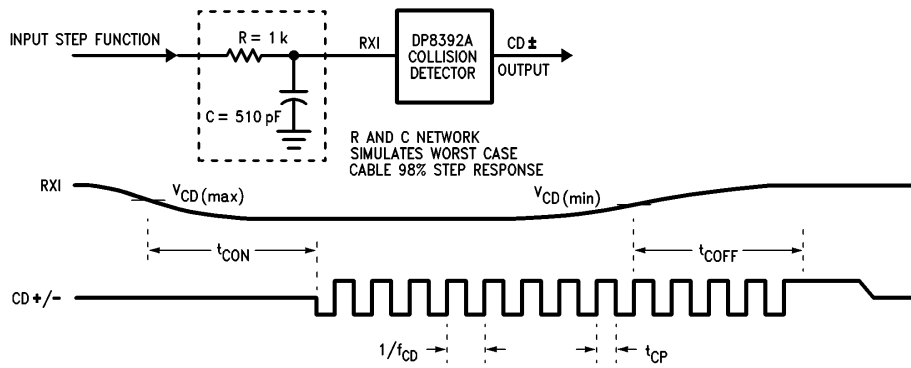 INPUT STEP FUNCTION
R = 1 k
C = 510 pF
RXI
DP8392A
COLLISION
DETECTOR
CD ±
OUTPUT
R AND C NETWORK
SIMULATES WORST CASE
CABLE 98% STEP RESPONSE
RXI
VCD (max)
VCD (min)
tCON
tCOFF
CD +/-
1/fCD
tCP